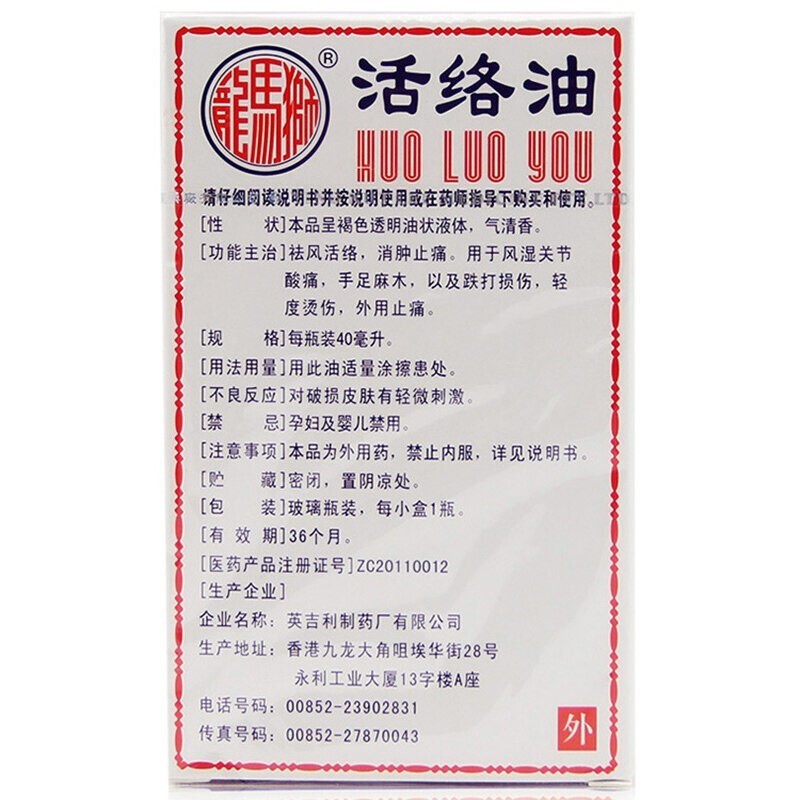 龍馬獅®
活络油
HUO LUO YOU
请仔细阅读说明书并按说明使用或在药师指导下购买和使用。
[性 状]本品呈褐色透明油状液体，气清香。
[功能主治]祛风活络，消肿止痛。用于风湿关节
酸痛，手足麻木，以及跌打损伤，轻
度烫伤，外用止痛。
[规 格]每瓶装40毫升。
[用法用量]用此油适量涂擦患处。
[不良反应]对破损皮肤有轻微刺激。
[禁 忌]孕妇及婴儿禁用。
[注意事项]本品为外用药，禁止内服，详见说明书。
[贮 藏]密闭，置阴凉处。
[包 装]玻璃瓶装，每小盒1瓶。
[有 效 期]36个月。
[医药产品注册证号]ZC20110012
[生产企业]
企业名称：英吉利制药厂有限公司
生产地址：香港九龙大角咀埃华街28号
永利工业大厦13字楼A座
电话号码：00852-23902831
传真号码：00852-27870043
外